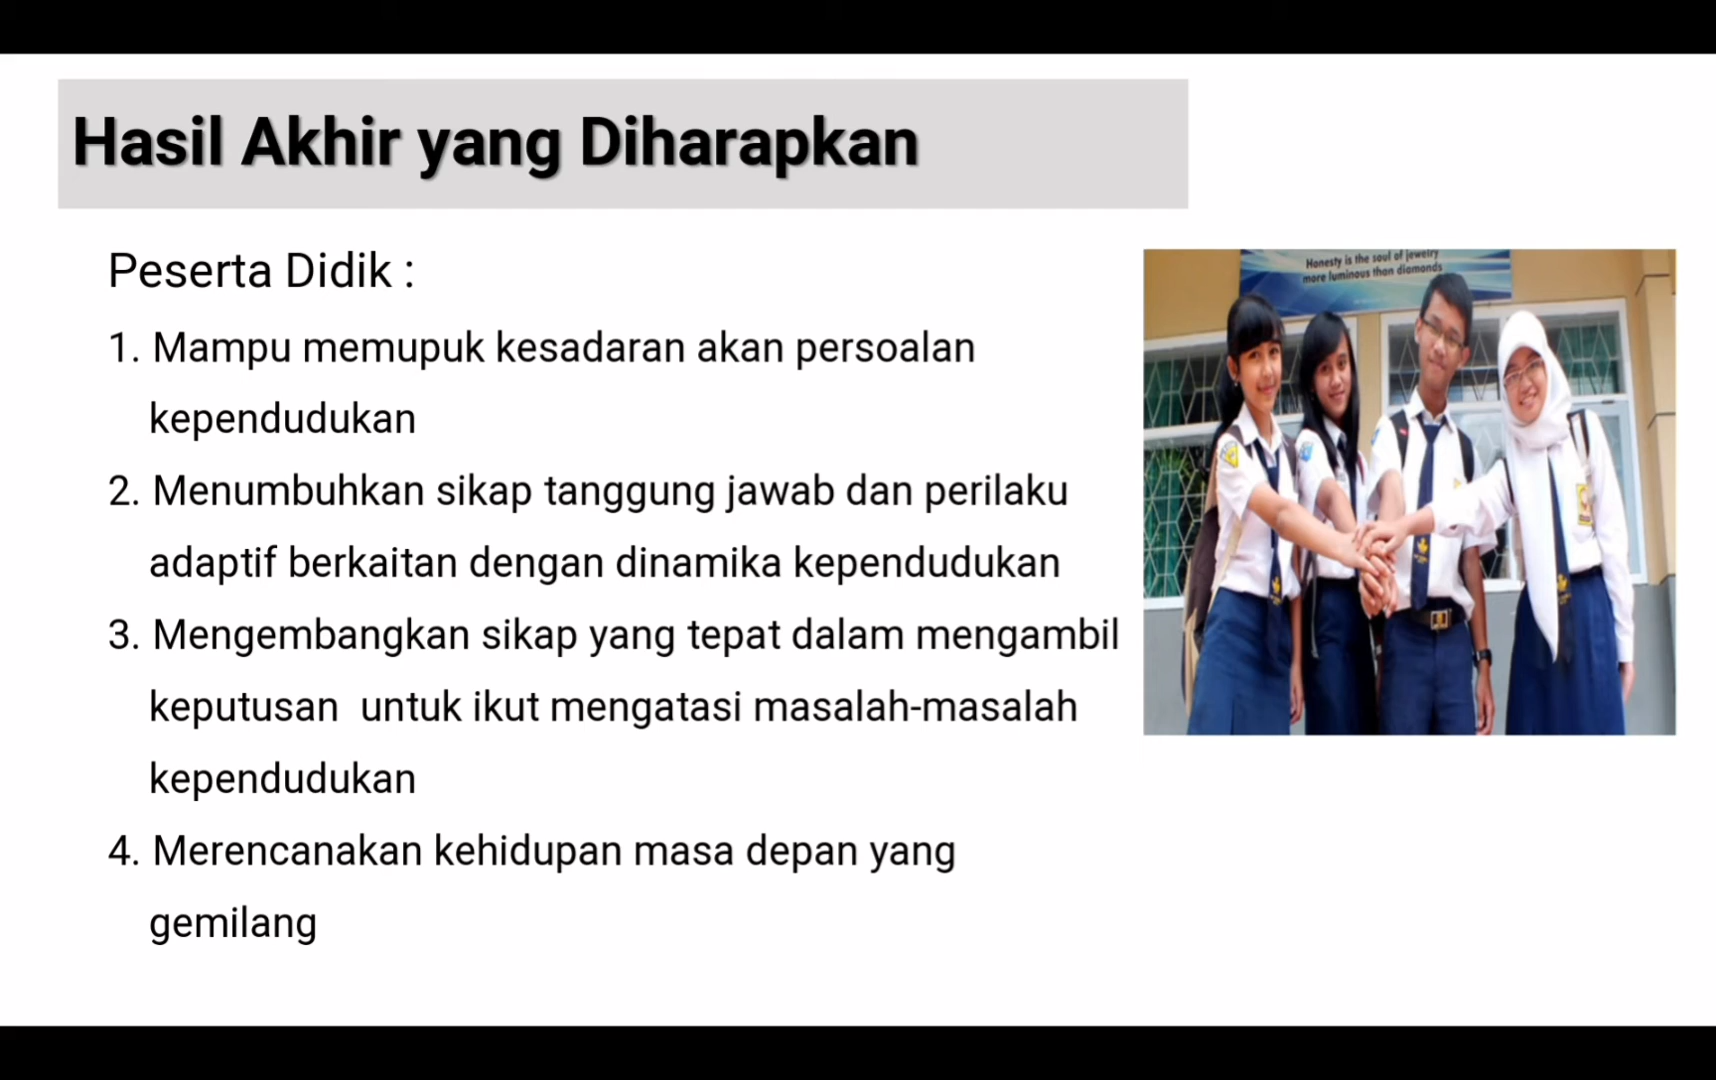 Hasil Akhir yang Diharapkan
Peserta Didik :
1. Mampu memupuk kesadaran akan persoalan
kependudukan
2. Menumbuhkan sikap tanggung jawab dan perilaku
adaptif berkaitan dengan dinamika kependudukan
3. Mengembangkan sikap yang tepat dalam mengambil
keputusan  untuk ikut mengatasi masalah-masalah
kependudukan
4. Merencanakan kehidupan masa depan yang
gemilang
Honesty is the soul of jewelry
more luminous than diamonds